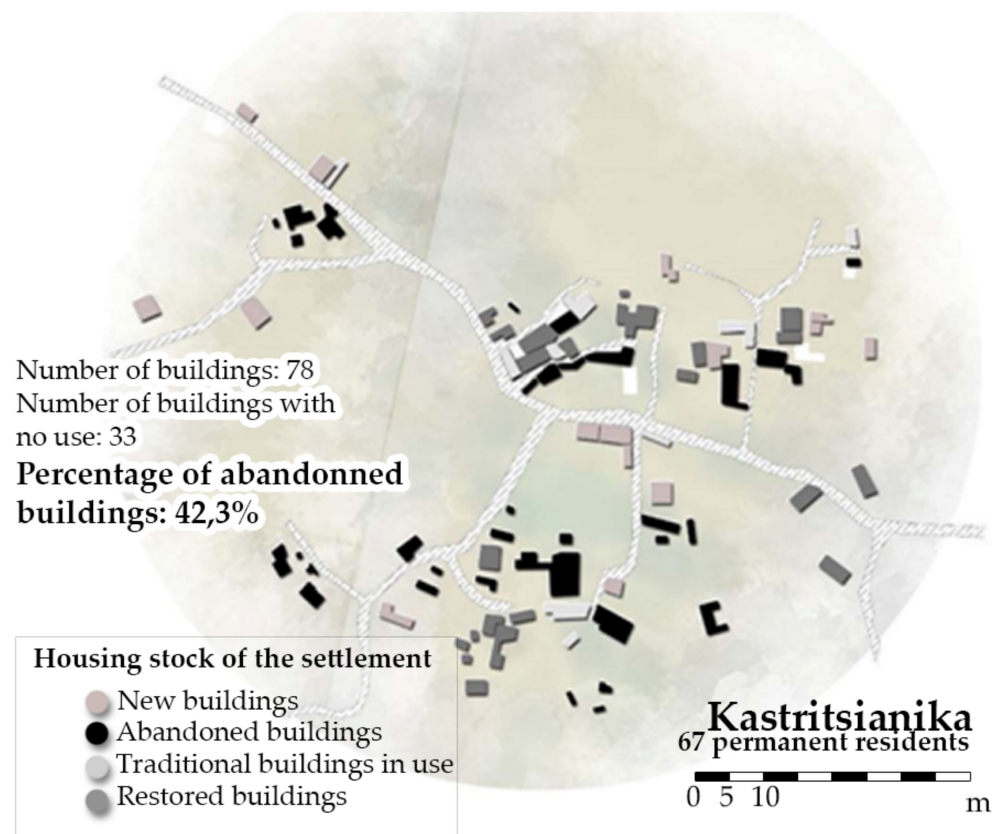 Number of buildings: 78
Number of buildings with
no use: 33
Percentage of abandonned
buildings: 42,3%
Housing stock of the settlement
New buildings
Abandoned buildings
Traditional buildings in use
Restored buildings
Kastritsianika
67 permanent residents
0 5 10
m